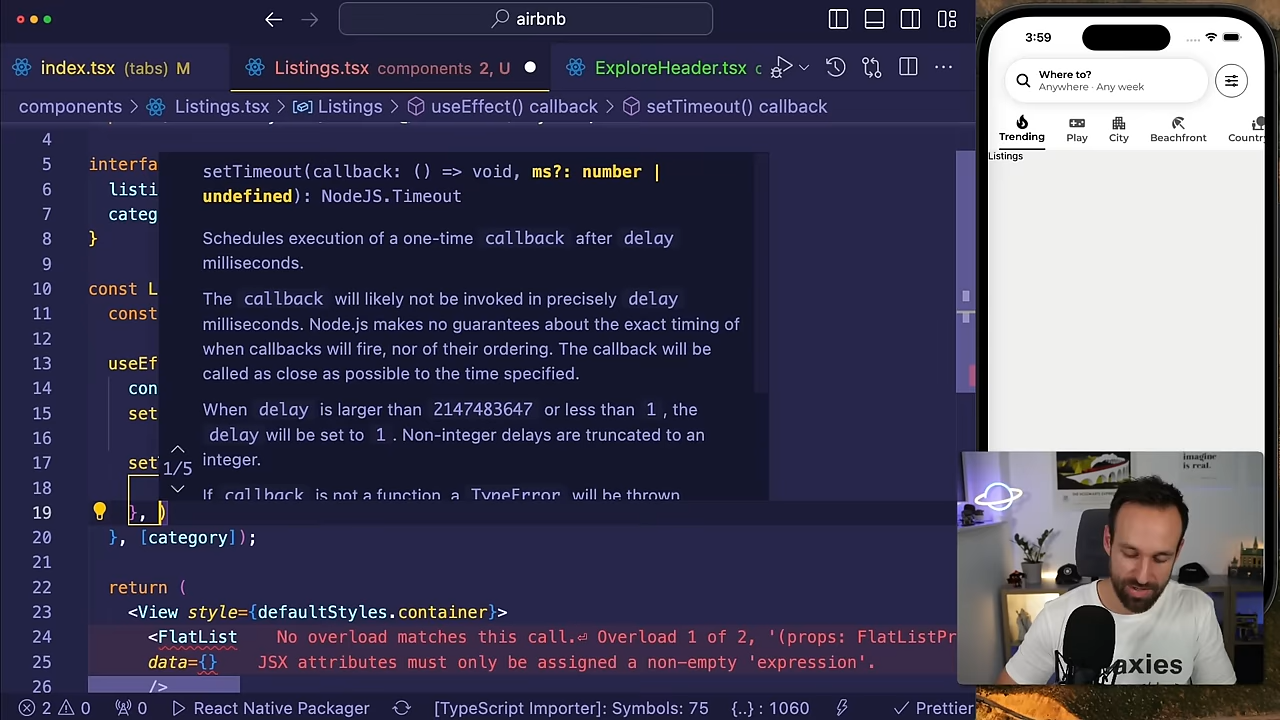 airbnb
index.tsx (tabs) M
Listings.tsx components 2, U
ExploreHeader.tsx c
components > Listings.tsx > Listings > useEffect() callback > setTimeout() callback
4
5 interfa
6 listi
7 categ
8 }
9
10 const L
11 const
12
13 useEf
14 con
15 set
16
17 set
18
19 }, )
20 }, [category]);
21
22 return (
23 <View style={defaultStyles.container}>
24 <FlatList No overload matches this call.⏎ Overload 1 of 2, '(props: FlatListPr
25 data={} JSX attributes must only be assigned a non-empty 'expression'.
26 />
setTimeout(callback: () => void, ms?: number |
undefined): NodeJS.Timeout
Schedules execution of a one-time callback after delay
milliseconds.
The callback will likely not be invoked in precisely delay
milliseconds. Node.js makes no guarantees about the exact timing of
when callbacks will fire, nor of their ordering. The callback will be
called as close as possible to the time specified.
When delay is larger than 2147483647 or less than 1, the
delay will be set to 1. Non-integer delays are truncated to an
integer.
If callback is not a function, a TypeError will be thrown
1/5
2 0 0 React Native Packager [TypeScript Importer]: Symbols: 75 {..} : 1060 Prettier
3:59
Where to?
Anywhere · Any week
Trending Play City Beachfront Country
Listings
imagine
is real.
axies